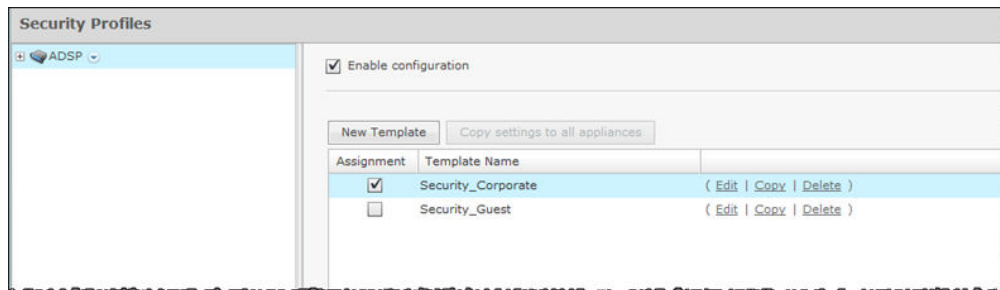 Security Profiles
ADSP
Enable configuration
New Template
Copy settings to all appliances
Assignment
Template Name
Security_Corporate
( Edit | Copy | Delete )
Security_Guest
( Edit | Copy | Delete )